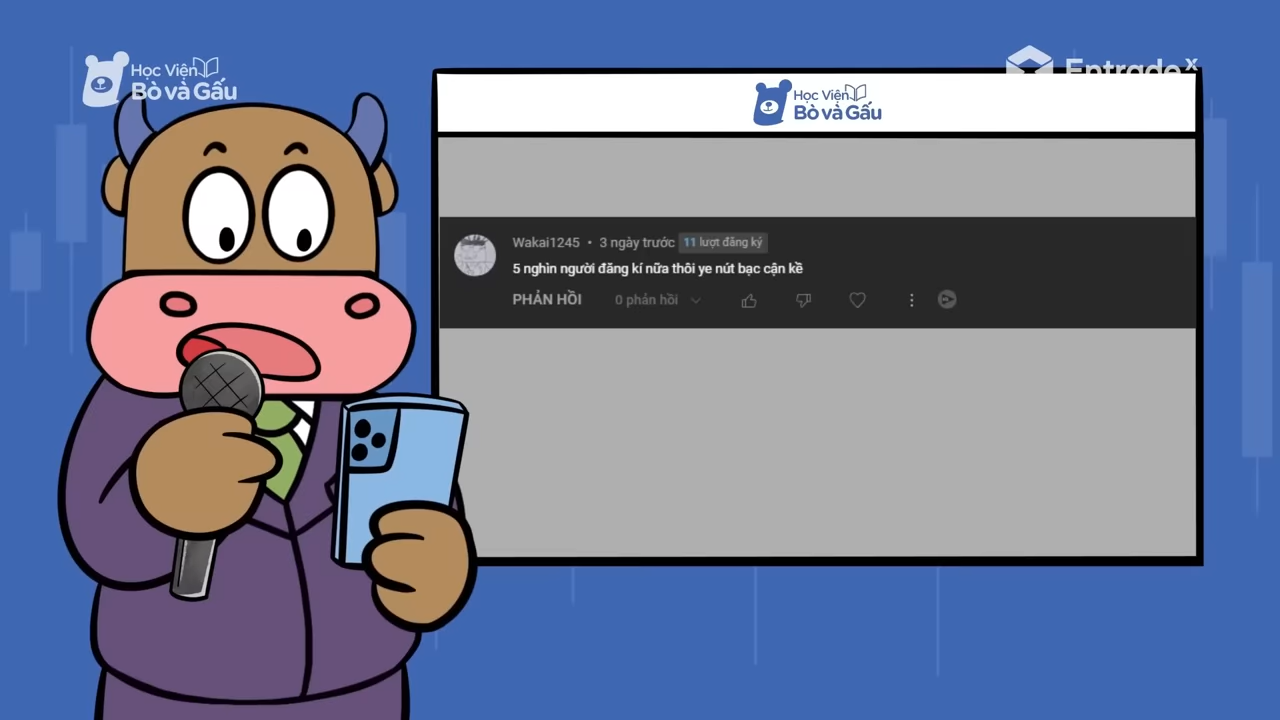 Học Viện
Bò và Gấu
Entrade x
Học Viện
Bò và Gấu
Wakai1245 • 3 ngày trước 11 lượt đăng ký
5 nghìn người đăng kí nữa thôi ye nút bạc cận kề
PHẢN HỒI 0 phản hồi